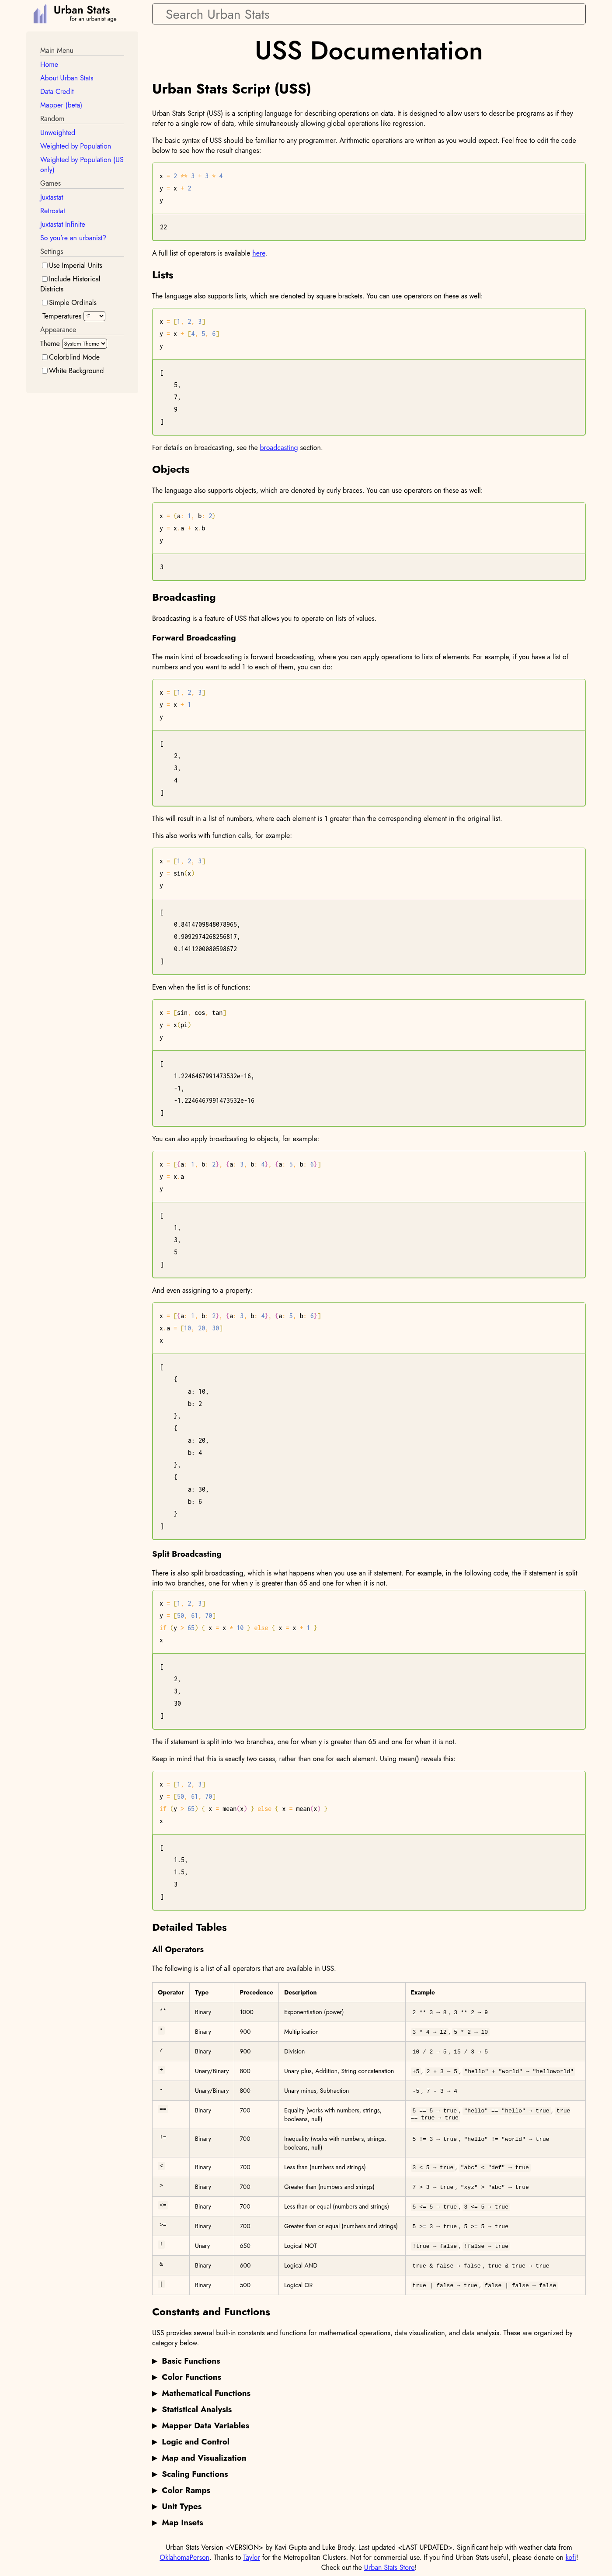 Urban Stats
for an urbanist age
Search Urban Stats
Main Menu
Home
About Urban Stats
Data Credit
Mapper (beta)
Random
Unweighted
Weighted by Population
Weighted by Population (US
only)
Games
Juxtastat
Retrostat
Juxtastat Infinite
So you're an urbanist?
Settings
Use Imperial Units
Include Historical
Districts
Simple Ordinals
Temperatures
Appearance
Theme System Theme
Colorblind Mode
White Background
USS Documentation
Urban Stats Script (USS)
Urban Stats Script (USS) is a scripting language for describing operations on data. It is designed to allow users to describe programs as if they
refer to a single row of data, while simultaneously allowing global operations like regression.
The basic syntax of USS should be familiar to any programmer. Arithmetic operations are written as you would expect. Feel free to edit the code
below to see how the result changes:
x = 2 ** 3 + 3 * 4
y = x + 2
y
22
A full list of operators is available here.
Lists
The language also supports lists, which are denoted by square brackets. You can use operators on these as well:
x = [1, 2, 3]
y = x + [4, 5, 6]
y
[
5,
7,
9
]
For details on broadcasting, see the broadcasting section.
Objects
The language also supports objects, which are denoted by curly braces. You can use operators on these as well:
x = {a: 1, b: 2}
y = x.a + x.b
y
3
Broadcasting
Broadcasting is a feature of USS that allows you to operate on lists of values.
Forward Broadcasting
The main kind of broadcasting is forward broadcasting, where you can apply operations to lists of elements. For example, if you have a list of
numbers and you want to add 1 to each of them, you can do:
x = [1, 2, 3]
y = x + 1
y
[
2,
3,
4
]
This will result in a list of numbers, where each element is 1 greater than the corresponding element in the original list.
This also works with function calls, for example:
x = [1, 2, 3]
y = sin(x)
y
[
0.8414709848078965,
0.9092974268256817,
0.1411200080598672
]
Even when the list is of functions:
x = [sin, cos, tan]
y = x(pi)
y
[
1.2246467991473532e-16,
-1,
-1.2246467991473532e-16
]
You can also apply broadcasting to objects, for example:
x = [{a: 1, b: 2}, {a: 3, b: 4}, {a: 5, b: 6}]
y = x.a
y
[
1,
3,
5
]
And even assigning to a property:
x = [{a: 1, b: 2}, {a: 3, b: 4}, {a: 5, b: 6}]
x.a = [10, 20, 30]
x
[
{
a: 10,
b: 2
},
{
a: 20,
b: 4
},
{
a: 30,
b: 6
}
]
Split Broadcasting
There is also split broadcasting, which is what happens when you use an if statement. For example, in the following code, the if statement is split
into two branches, one for when y is greater than 65 and one for when it is not.
x = [1, 2, 3]
y = [50, 61, 70]
if (y > 65) { x = x * 10 } else { x = x + 1 }
x
[
2,
3,
30
]
The if statement is split into two branches, one for when y is greater than 65 and one for when it is not.
Keep in mind that this is exactly two cases, rather than one for each element. Using mean() reveals this:
x = [1, 2, 3]
y = [50, 61, 70]
if (y > 65) { x = mean(x) } else { x = mean(x) }
x
[
1.5,
1.5,
3
]
Detailed Tables
All Operators
The following is a list of all operators that are available in USS.
Operator Type Precedence Description Example
** Binary 1000 Exponentiation (power) 2 ** 3 → 8, 3 ** 2 → 9
* Binary 900 Multiplication 3 * 4 → 12, 5 * 2 → 10
/ Binary 900 Division 10 / 2 → 5, 15 / 3 → 5
+ Unary/Binary 800 Unary plus, Addition, String concatenation +5, 2 + 3 → 5, "hello" + "world" → "helloworld"
- Unary/Binary 800 Unary minus, Subtraction -5, 7 - 3 → 4
== Binary 700 Equality (works with numbers, strings, booleans, null) 5 == 5 → true, "hello" == "hello" → true, true == true → true
!= Binary 700 Inequality (works with numbers, strings, booleans, null) 5 != 3 → true, "hello" != "world" → true
< Binary 700 Less than (numbers and strings) 3 < 5 → true, "abc" < "def" → true
> Binary 700 Greater than (numbers and strings) 7 > 3 → true, "xyz" > "abc" → true
<= Binary 700 Less than or equal (numbers and strings) 5 <= 5 → true, 3 <= 5 → true
>= Binary 700 Greater than or equal (numbers and strings) 5 >= 3 → true, 5 >= 5 → true
! Unary 650 Logical NOT !true → false, !false → true
& Binary 600 Logical AND true & false → false, true & true → true
| Binary 500 Logical OR true | false → true, false | false → false
Constants and Functions
USS provides several built-in constants and functions for mathematical operations, data visualization, and data analysis. These are organized by
category below.
Basic Functions
Color Functions
Mathematical Functions
Statistical Analysis
Mapper Data Variables
Logic and Control
Map and Visualization
Scaling Functions
Color Ramps
Unit Types
Map Insets
Urban Stats Version <VERSION> by Kavi Gupta and Luke Brody. Last updated <LAST UPDATED>. Significant help with weather data from
OklahomaPerson. Thanks to Taylor for the Metropolitan Clusters. Not for commercial use. If you find Urban Stats useful, please donate on kofi!
Check out the Urban Stats Store!